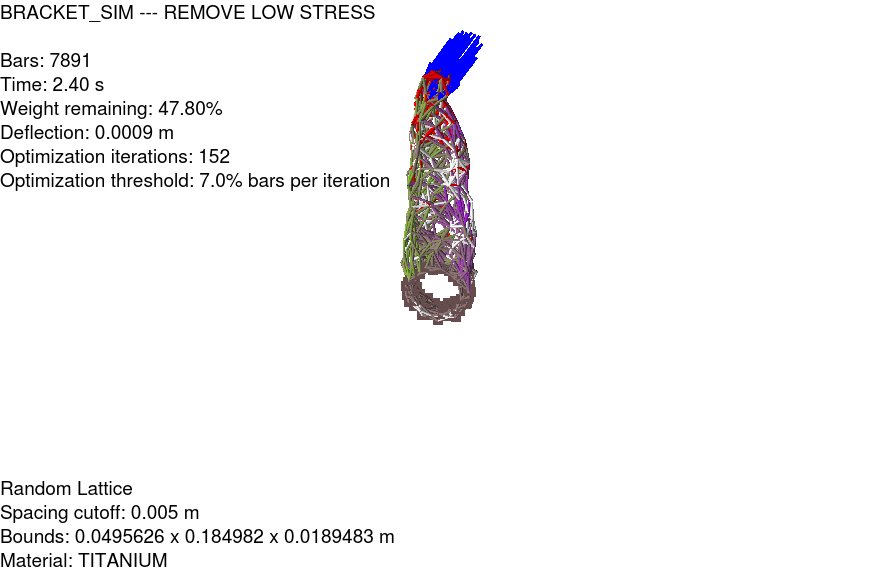 BRACKET_SIM --- REMOVE LOW STRESS
Bars: 7891
Time: 2.40 s
Weight remaining: 47.80%
Deflection: 0.0009 m
Optimization iterations: 152
Optimization threshold: 7.0% bars per iteration
Random Lattice
Spacing cutoff: 0.005 m
Bounds: 0.0495626 x 0.184982 x 0.0189483 m
Material: TITANIUM